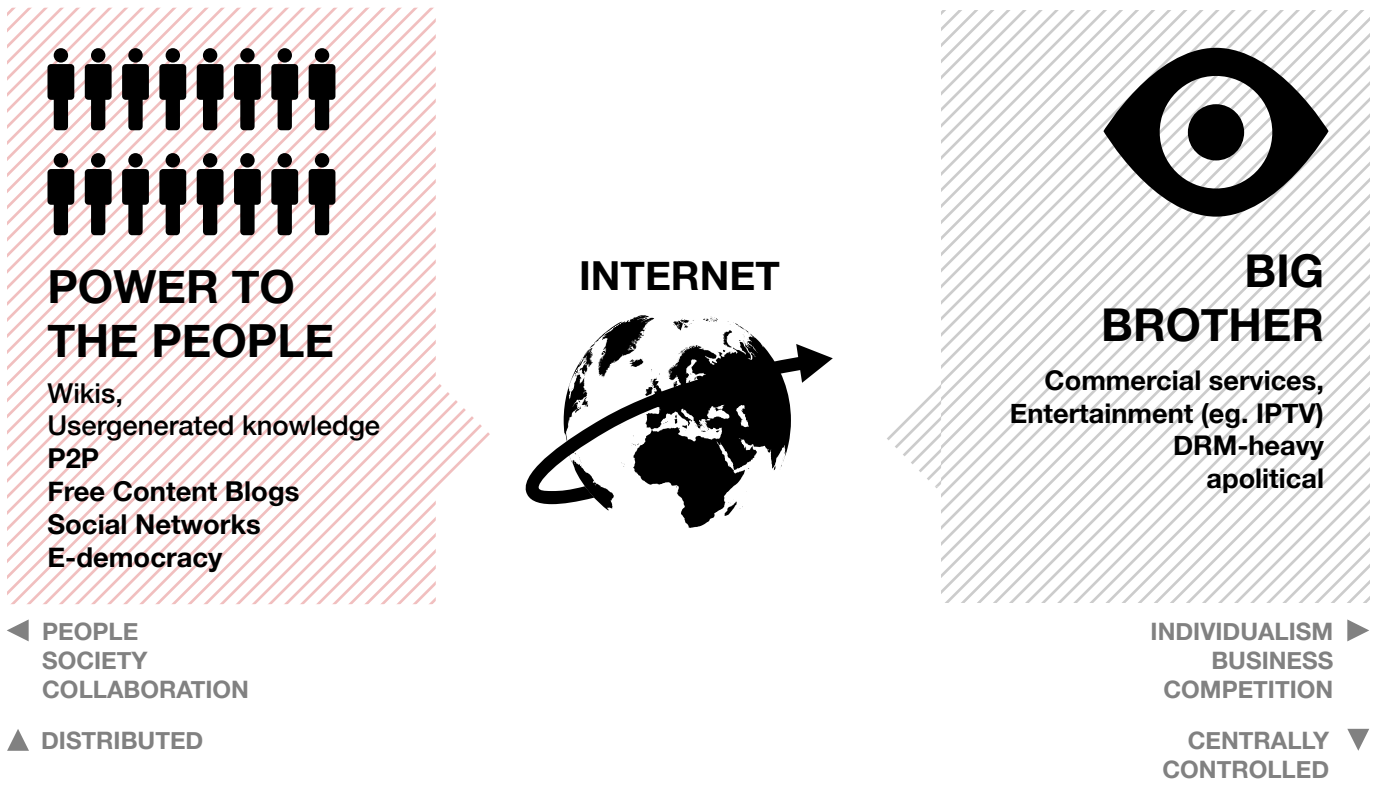 POWER TO
THE PEOPLE
Wikis,
Usergenerated knowledge
P2P
Free Content Blogs
Social Networks
E-democracy
INTERNET
BIG
BROTHER
Commercial services,
Entertainment (eg. IPTV)
DRM-heavy
apolitical
PEOPLE
SOCIETY
COLLABORATION
DISTRIBUTED
INDIVIDUALISM
BUSINESS
COMPETITION
CENTRALLY
CONTROLLED